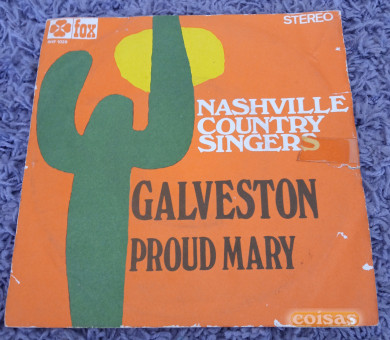 fox
STEREO
NASHVILLE
COUNTRY
SINGERS
GALVESTON
PROUD MARY
coisas